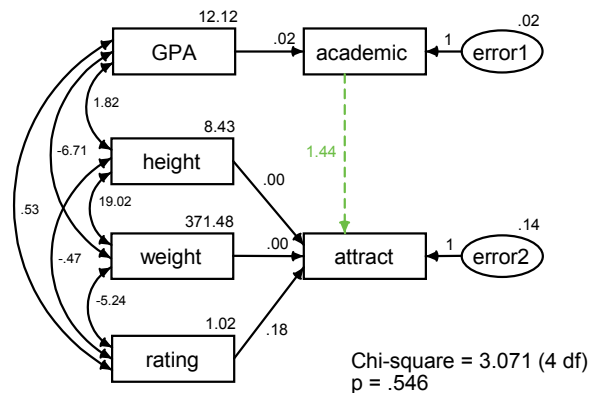 12.12
.02
GPA
.02
academic
1
error1
1.82
8.43
-6.71
1.44
height
.00
.53
19.02
371.48
.14
-.47
weight
.00
attract
1
error2
-5.24
1.02
.18
rating
Chi-square = 3.071 (4 df)
p = .546